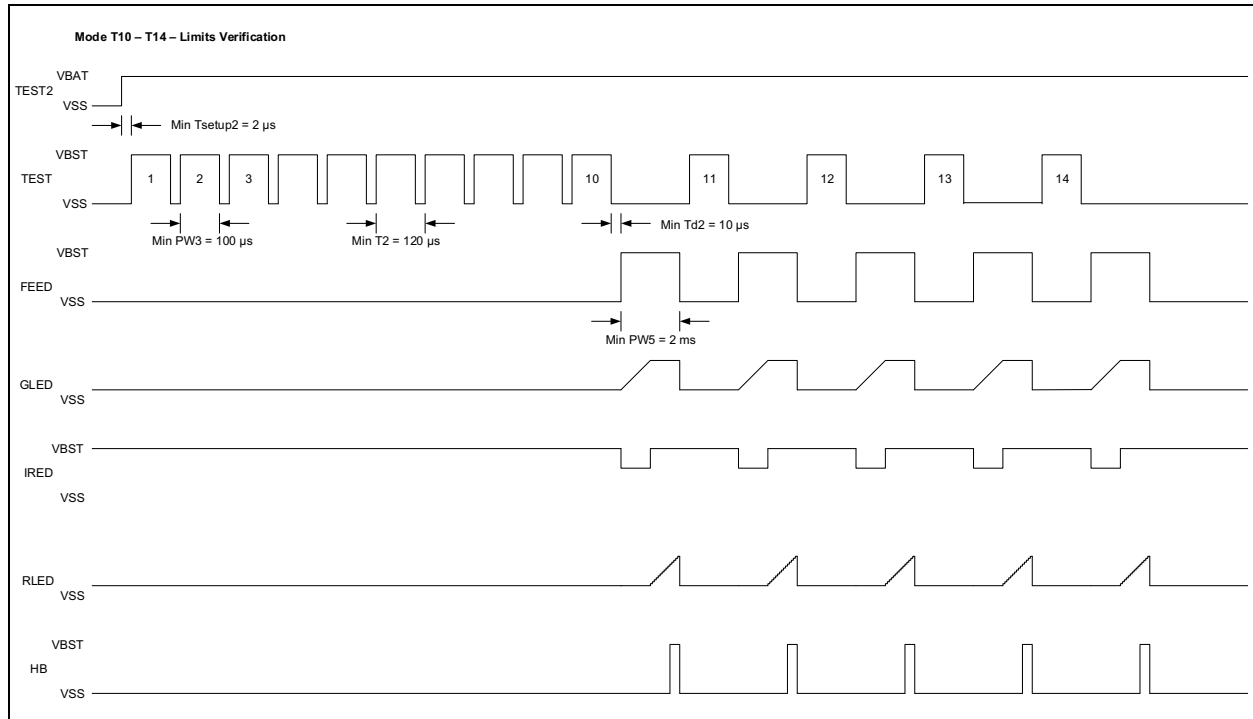 Mode T10 – T14 – Limits Verification
VBAT
TEST2
VSS
Min Tsetup2 = 2 µs
VBST
TEST
VSS
1
2
3
10
11
12
13
14
Min PW3 = 100 µs
Min T2 = 120 µs
Min Td2 = 10 µs
VBST
FEED
VSS
Min PW5 = 2 ms
GLED
VSS
VBST
IRED
VSS
RLED
VSS
VBST
HB
VSS